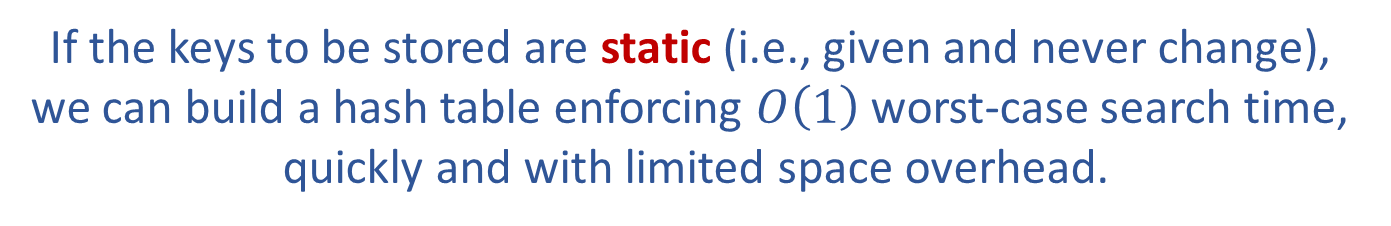 If the keys to be stored are static (i.e., given and never change),
we can build a hash table enforcing O(1) worst-case search time,
quickly and with limited space overhead.